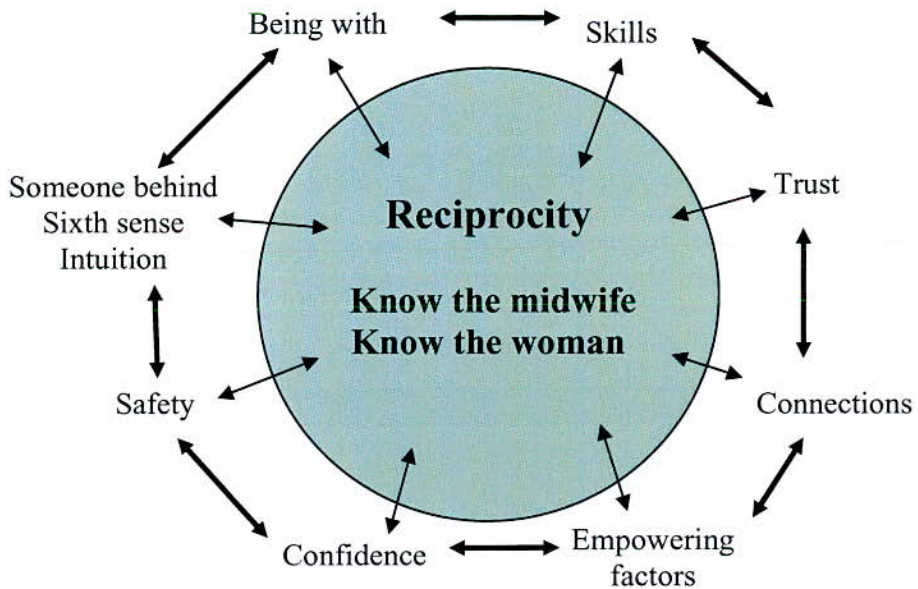 Being with
Skills
Trust
Someone behind
Sixth sense
Intuition
Reciprocity
Know the midwife
Know the woman
Safety
Connections
Confidence
Empowering
factors